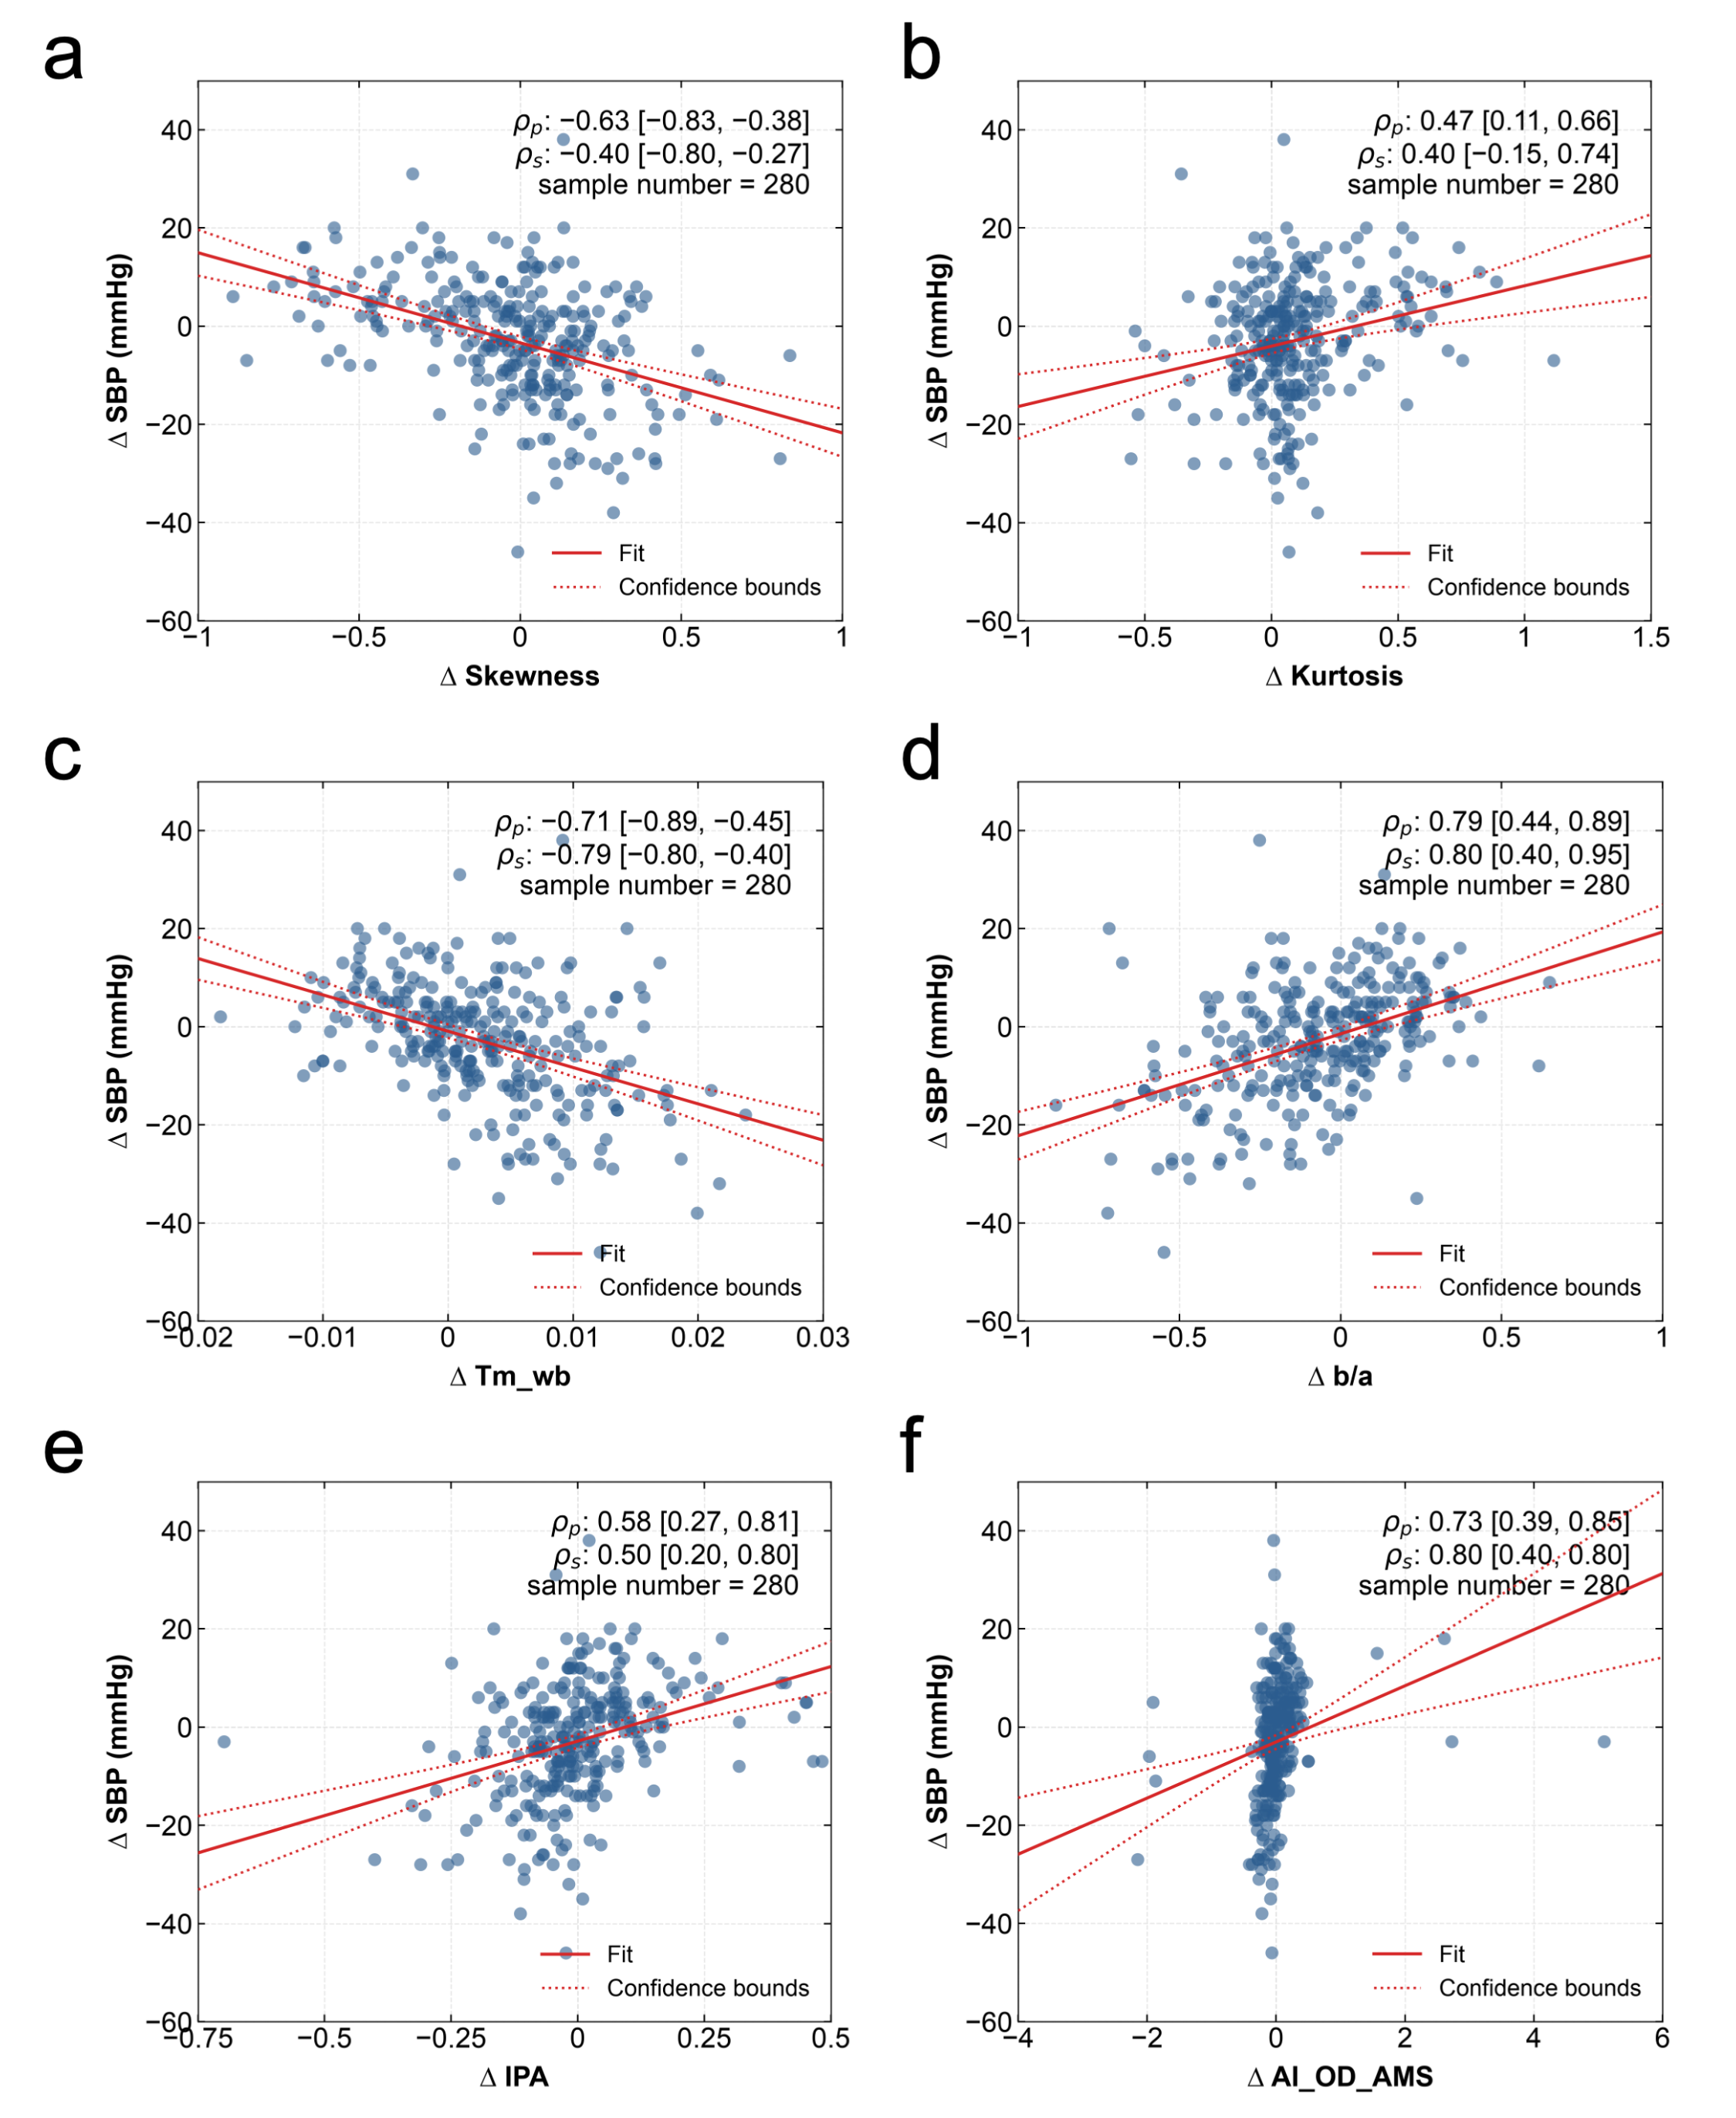 a
ρp: −0.63 [−0.83, −0.38]
ρs: −0.40 [−0.80, −0.27]
sample number = 280
40
20
0
−20
−40
−60
Δ SBP (mmHg)
Fit
Confidence bounds
−1 −0.5 0 0.5 1
Δ Skewness
b
ρp: 0.47 [0.11, 0.66]
ρs: 0.40 [−0.15, 0.74]
sample number = 280
40
20
0
−20
−40
−60
Δ SBP (mmHg)
Fit
Confidence bounds
−1 −0.5 0 0.5 1 1.5
Δ Kurtosis
c
ρp: −0.71 [−0.89, −0.45]
ρs: −0.79 [−0.80, −0.40]
sample number = 280
40
20
0
−20
−40
−60
Δ SBP (mmHg)
Fit
Confidence bounds
−0.02 −0.01 0 0.01 0.02 0.03
Δ Tm_wb
d
ρp: 0.79 [0.44, 0.89]
ρs: 0.80 [0.40, 0.95]
sample number = 280
40
20
0
−20
−40
−60
Δ SBP (mmHg)
Fit
Confidence bounds
−1 −0.5 0 0.5 1
Δ b/a
e
ρp: 0.58 [0.27, 0.81]
ρs: 0.50 [0.20, 0.80]
sample number = 280
40
20
0
−20
−40
−60
Δ SBP (mmHg)
Fit
Confidence bounds
−0.75 −0.5 −0.25 0 0.25 0.5
Δ IPA
f
ρp: 0.73 [0.39, 0.85]
ρs: 0.80 [0.40, 0.80]
sample number = 280
40
20
0
−20
−40
−60
Δ SBP (mmHg)
Fit
Confidence bounds
−4 −2 0 2 4 6
Δ AI_OD_AMS